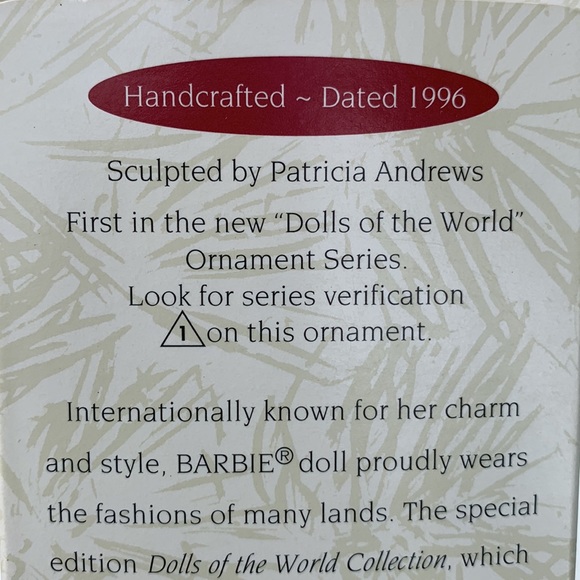 Handcrafted ~ Dated 1996
Sculpted by Patricia Andrews
First in the new “Dolls of the World”
Ornament Series.
Look for series verification
1 on this ornament.
Internationally known for her charm
and style, BARBIE® doll proudly wears
the fashions of many lands. The special
edition Dolls of the World Collection, which